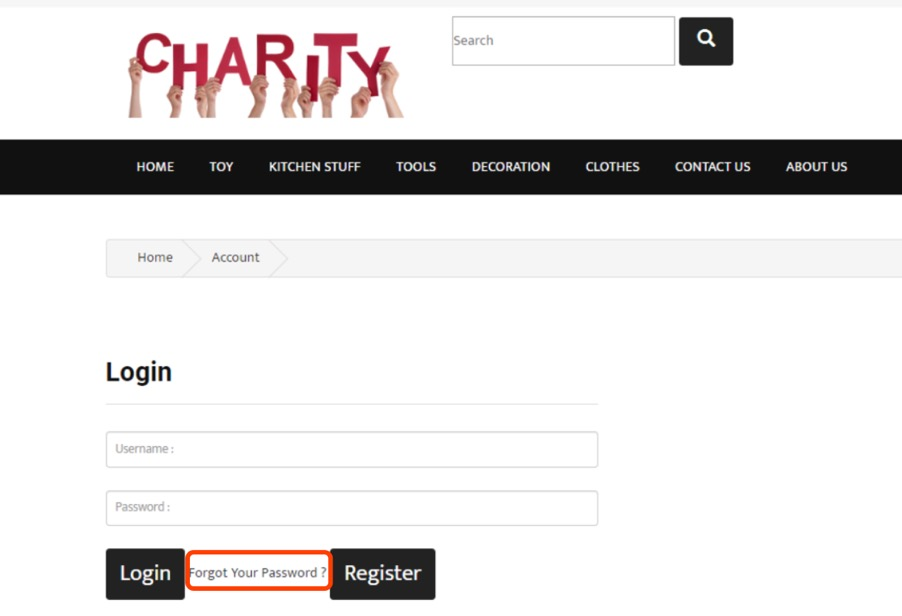 CHARITY
Search
HOME TOY KITCHEN STUFF TOOLS DECORATION CLOTHES CONTACT US ABOUT US
Home Account
Login
Username :
Password :
Login Forgot Your Password ? Register